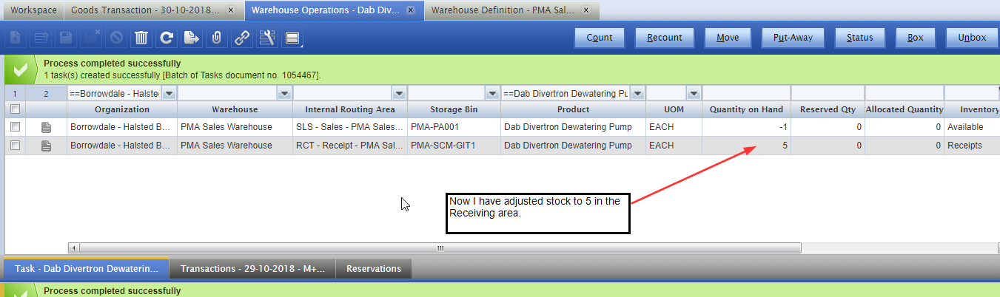 Workspace Goods Transaction - 30-10-2018... Warehouse Operations - Dab Div... Warehouse Definition - PMA Sal...
Count Recount Move Put-Away Status Box Unbox
Process completed successfully
1 task(s) created successfully [Batch of Tasks document no. 1054467].
1 2 ==Borrowdale - Halsted ==Dab Divertron Dewatering Pu
Organization Warehouse Internal Routing Area Storage Bin Product UOM Quantity on Hand Reserved Qty Allocated Quantity Inventory
Borrowdale - Halsted B... PMA Sales Warehouse SLS - Sales - PMA Sales... PMA-PA001 Dab Divertron Dewatering Pump EACH -1 0 0 Available
Borrowdale - Halsted B... PMA Sales Warehouse RCT - Receipt - PMA Sal... PMA-SCM-GIT1 Dab Divertron Dewatering Pump EACH 5 0 0 Receipts
Now I have adjusted stock to 5 in the
Receiving area.
Task - Dab Divertron Dewaterin... Transactions - 29-10-2018 - M+... Reservations
Process completed successfully